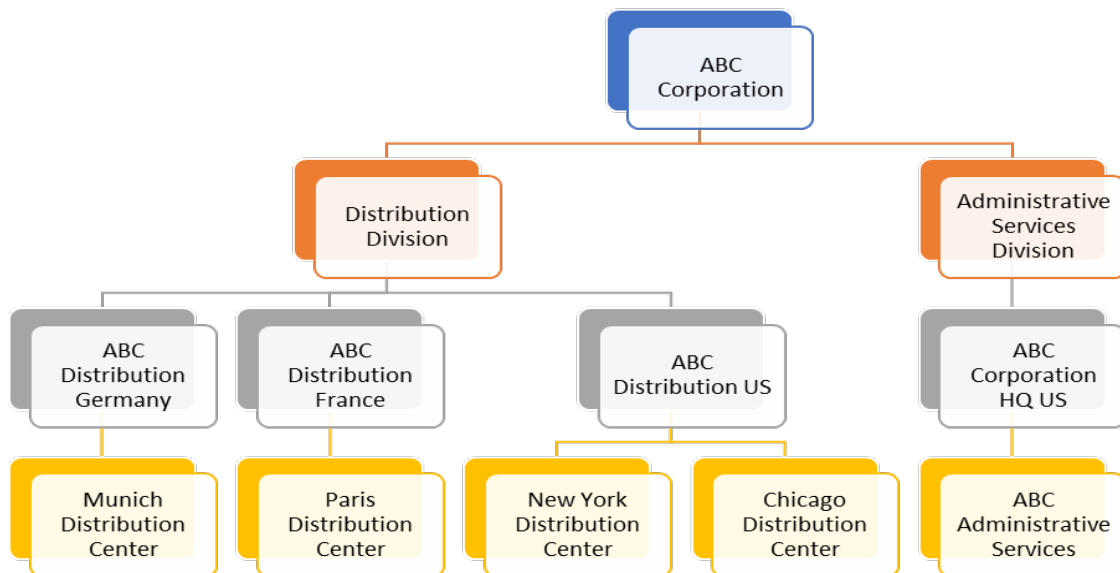 ABC
Corporation
Distribution
Division
Administrative
Services
Division
ABC
Distribution
Germany
ABC
Distribution
France
ABC
Distribution US
ABC
Corporation
HQ US
Munich
Distribution
Center
Paris
Distribution
Center
New York
Distribution
Center
Chicago
Distribution
Center
ABC
Administrative
Services